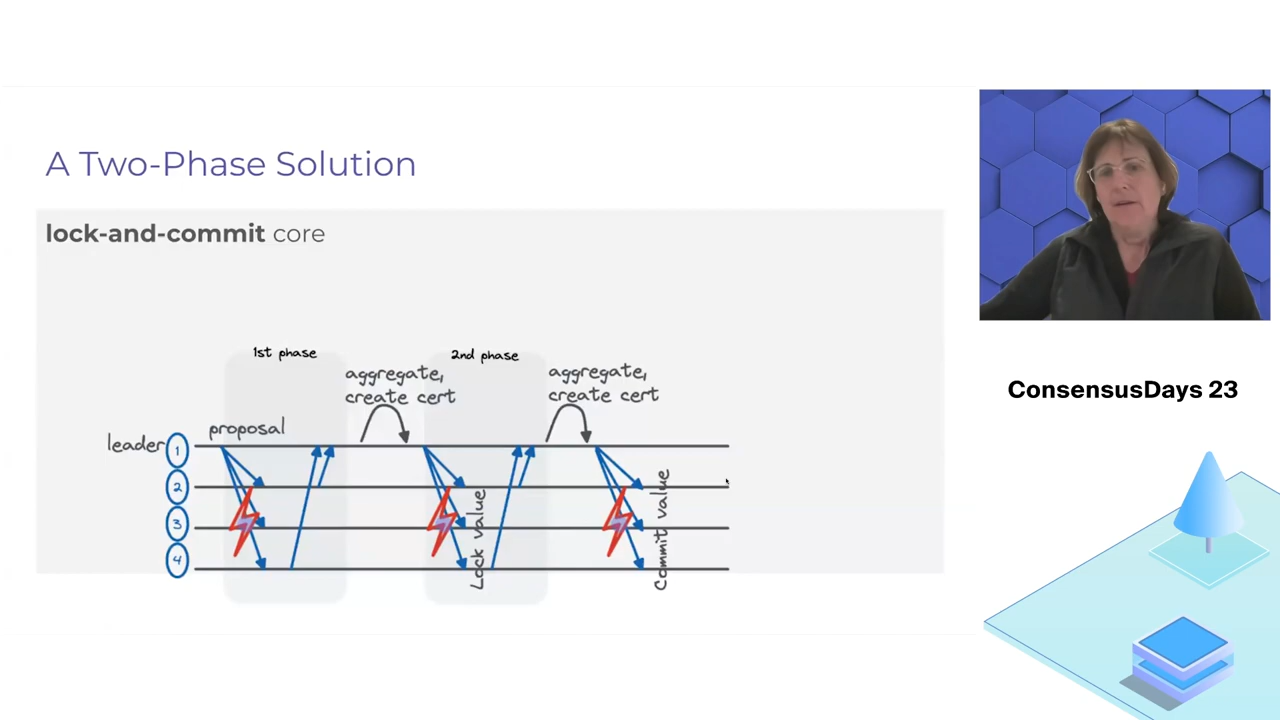 A Two-Phase Solution
lock-and-commit core
1st phase
2nd phase
aggregate,
create cert
aggregate,
create cert
proposal
leader
1
2
3
4
Lock value
Commit value
ConsensusDays 23